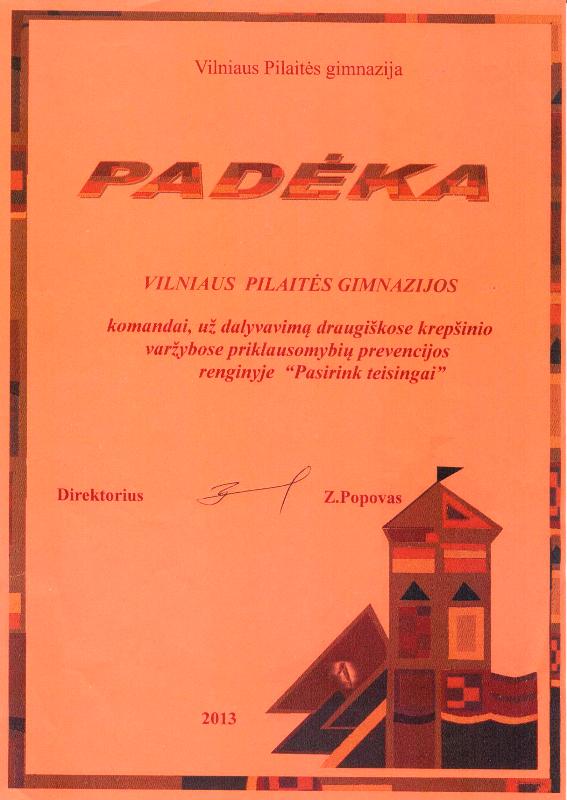 Vilniaus Pilaitės gimnazija
PADĖKA
VILNIAUS PILAITĖS GIMNAZIJOS
komandai, už dalyvavimą draugiškose krepšinio
varžybose priklausomybių prevencijos
renginyje “Pasirink teisingai”
Direktorius Z.Popovas
2013